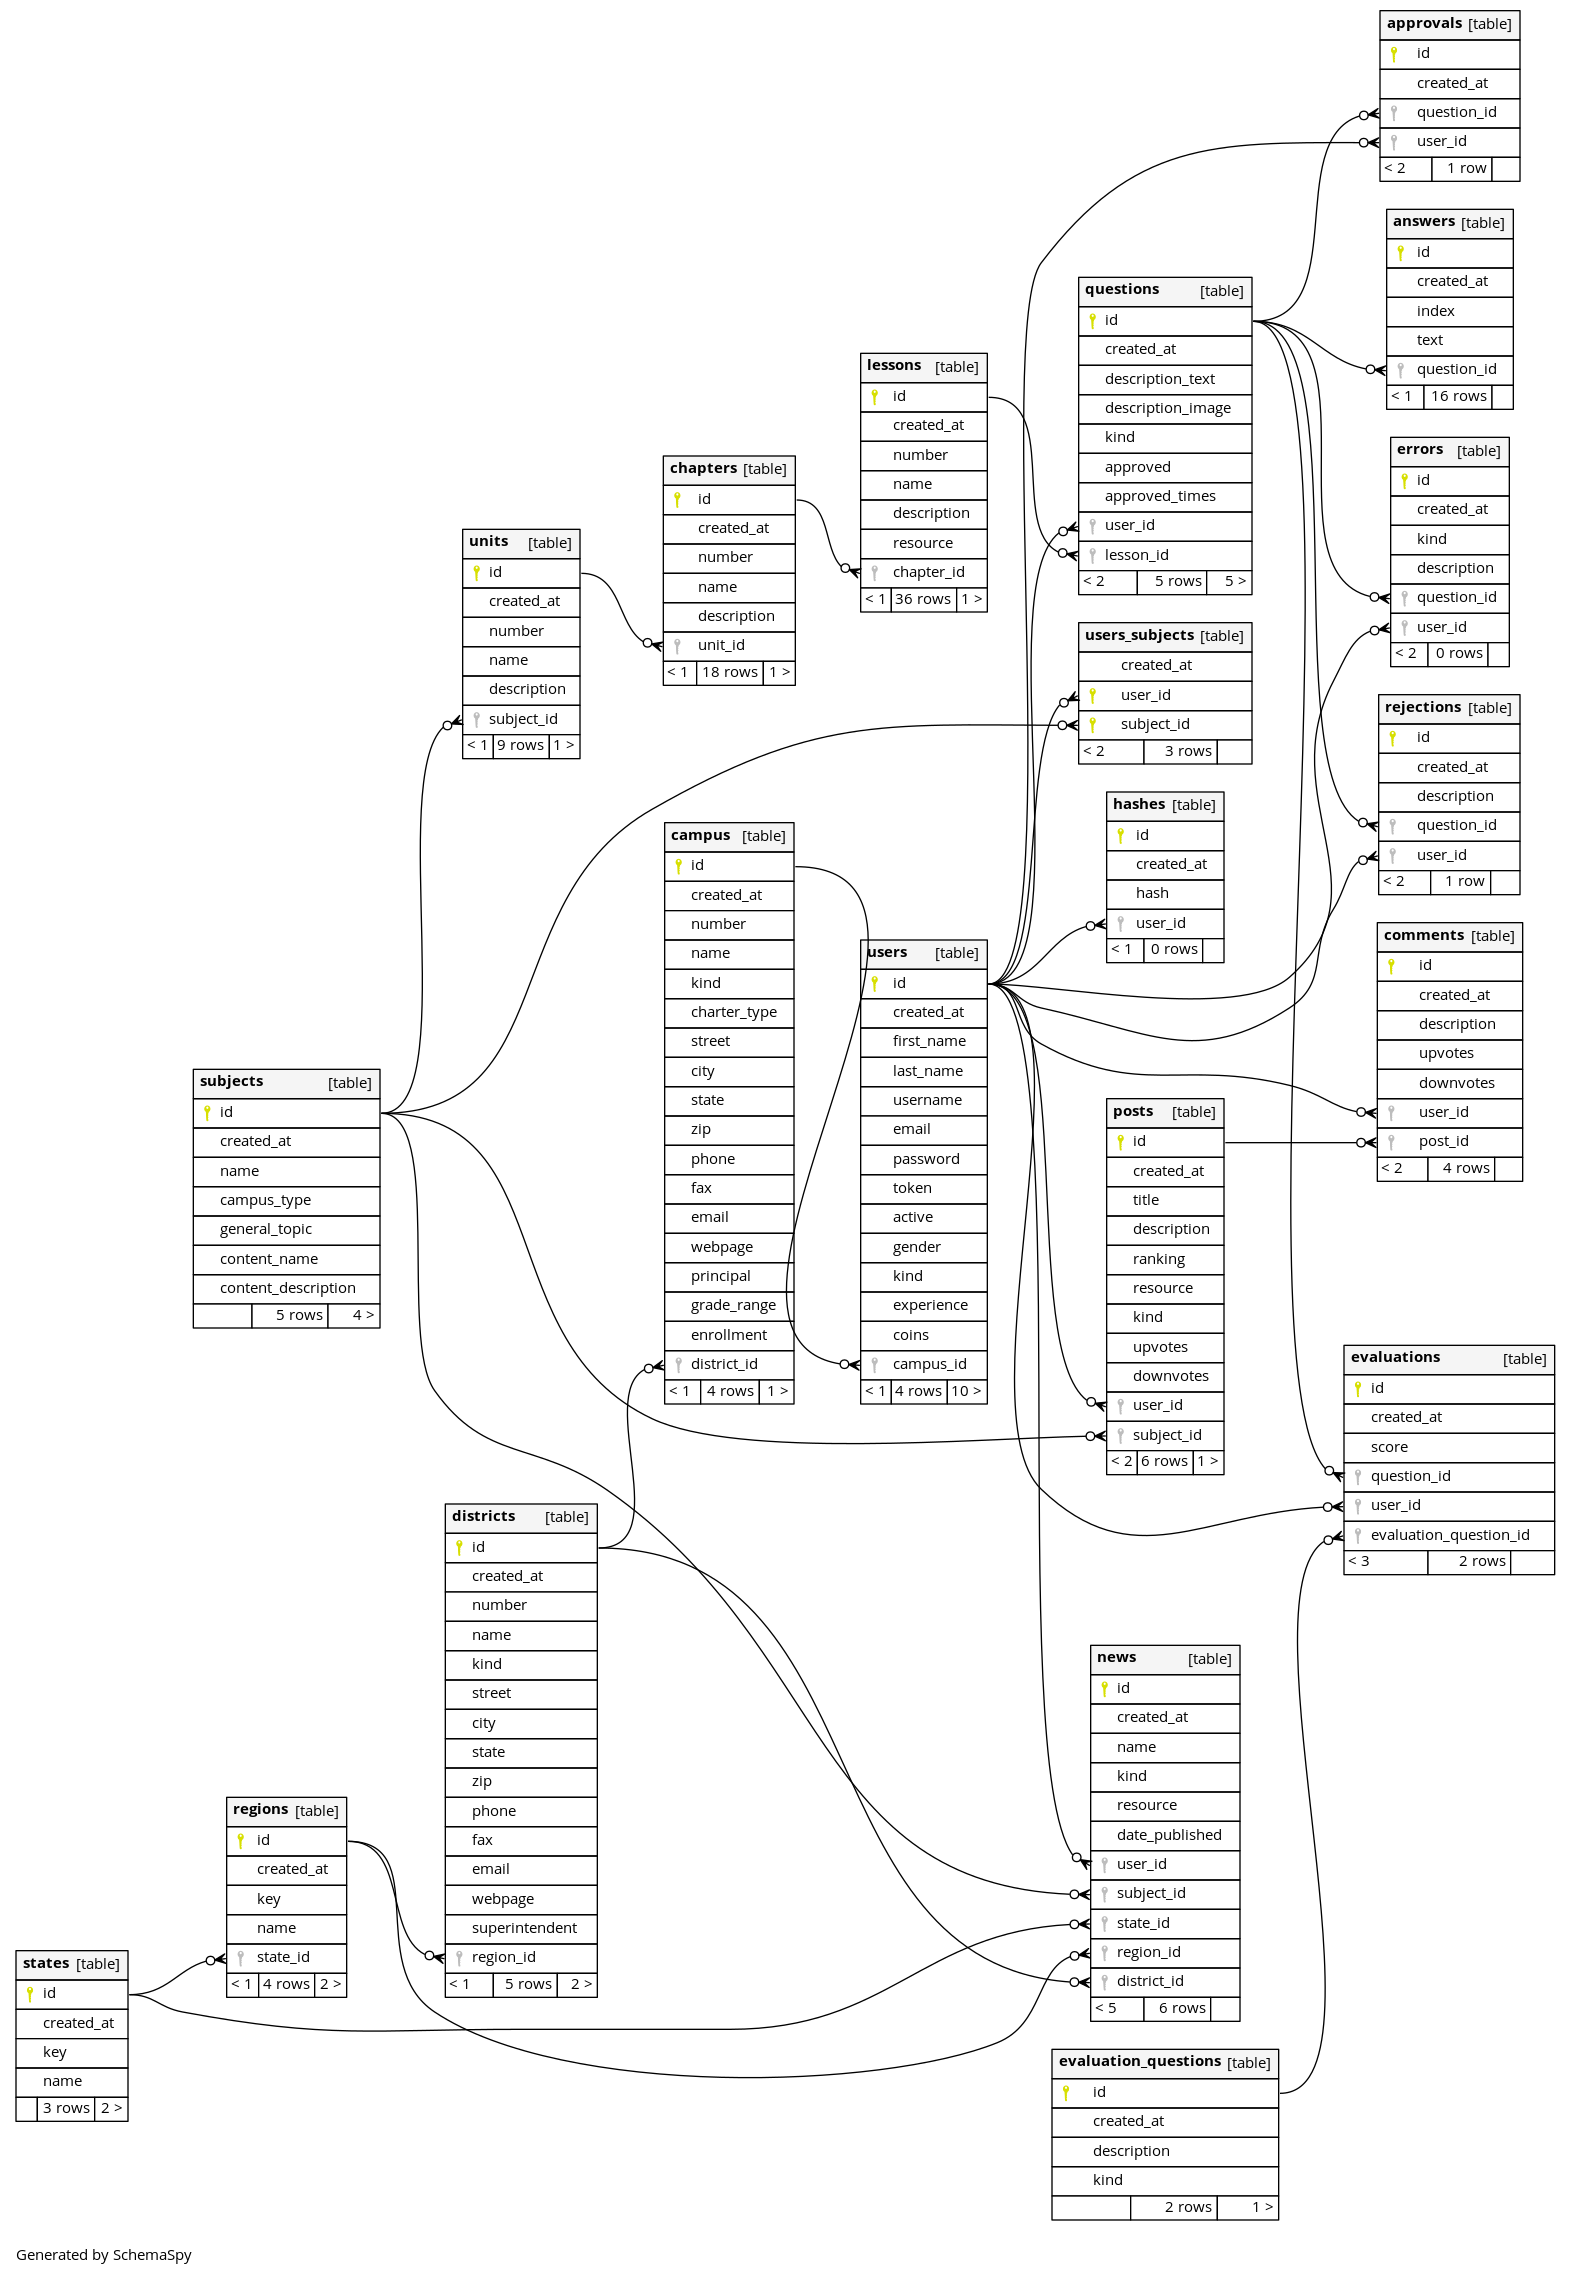 approvals [table]
id
created_at
question_id
user_id
< 2 1 row
answers [table]
id
created_at
index
text
question_id
< 1 16 rows
questions [table]
id
created_at
description_text
description_image
kind
approved
approved_times
user_id
lesson_id
< 2 5 rows 5 >
lessons [table]
id
created_at
number
name
description
resource
chapter_id
< 1 36 rows 1 >
errors [table]
id
created_at
kind
description
question_id
user_id
< 2 0 rows
chapters [table]
id
created_at
number
name
description
unit_id
< 1 18 rows 1 >
units [table]
id
created_at
number
name
description
subject_id
< 1 9 rows 1 >
users_subjects [table]
created_at
user_id
subject_id
< 2 3 rows
rejections [table]
id
created_at
description
question_id
user_id
< 2 1 row
hashes [table]
id
created_at
hash
user_id
< 1 0 rows
campus [table]
id
created_at
number
name
kind
charter_type
street
city
state
zip
phone
fax
email
webpage
principal
grade_range
enrollment
district_id
< 1 4 rows 1 >
users [table]
id
created_at
first_name
last_name
username
email
password
token
active
gender
kind
experience
coins
campus_id
< 1 4 rows 10 >
comments [table]
id
created_at
description
upvotes
downvotes
user_id
post_id
< 2 4 rows
subjects [table]
id
created_at
name
campus_type
general_topic
content_name
content_description
5 rows 4 >
posts [table]
id
created_at
title
description
ranking
resource
kind
upvotes
downvotes
user_id
subject_id
< 2 6 rows 1 >
evaluations [table]
id
created_at
score
question_id
user_id
evaluation_question_id
< 3 2 rows
districts [table]
id
created_at
number
name
kind
street
city
state
zip
phone
fax
email
webpage
superintendent
region_id
< 1 5 rows 2 >
news [table]
id
created_at
name
kind
resource
date_published
user_id
subject_id
state_id
region_id
district_id
< 5 6 rows
regions [table]
id
created_at
key
name
state_id
< 1 4 rows 2 >
states [table]
id
created_at
key
name
3 rows 2 >
evaluation_questions [table]
id
created_at
description
kind
2 rows 1 >
Generated by SchemaSpy